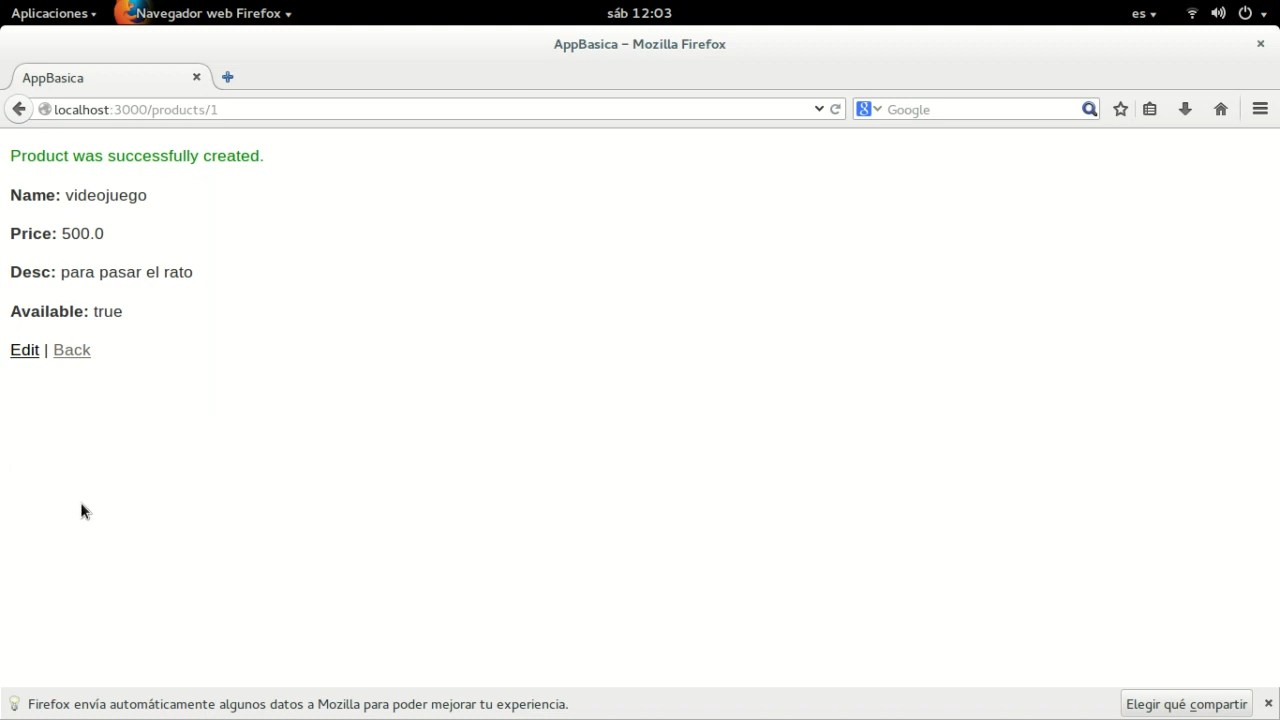 Aplicaciones Navegador web Firefox sáb 12:03 es
AppBasica – Mozilla Firefox
AppBasica
localhost:3000/products/1 Google
Product was successfully created.
Name: videojuego
Price: 500.0
Desc: para pasar el rato
Available: true
Edit | Back
Firefox envía automáticamente algunos datos a Mozilla para poder mejorar tu experiencia. Elegir qué compartir